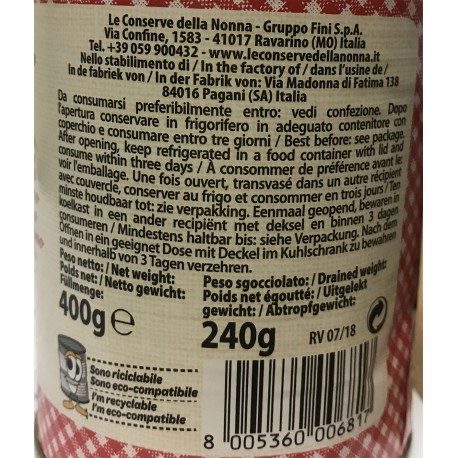 Le Conserve della Nonna - Gruppo Fini S.p.A.
Via Confine, 1583 - 41017 Ravarino (MO) Italia
Tel. +39 059 900432 - www.leconservedellanonna.it
Nello stabilimento di / In the factory of / dans l'usine de /
In de fabriek von / In der Fabrik von: Via Madonna di Fatima 138
84016 Pagani (SA) Italia
Da consumarsi preferibilmente entro: vedi confezione. Dopo
l'apertura conservare in frigorifero in adeguato contenitore con
coperchio e consumare entro tre giorni / Best before: see package.
After opening, keep refrigerated in a food container with lid and
consume within three days / À consommer de préférence avant le:
voir l'emballage. Une fois ouvert, transvasé dans un autre récipient
avec couvercle, conserver au frigo et consommer en trois jours / Ten
minste houdbaar tot: zie verpakking. Eenmaal geopend, bewaren in
koelkast in een ander recipiënt met deksel en binnen 3 dagen
consumeren / Mindestens haltbar bis: siehe Verpackung. Nach dem
Öffnen in ein geeignet Dose mit Deckel im Kuhlschrank zu bewahren
und innerhalb von 3 Tagen verzehren.
Peso netto: / Net weight:
Poids net: / Netto gewicht:
Füllmenge:
400g e
Peso sgocciolato: / Drained weight:
Poids net égoutté: / Uitgelekt
gewicht: / Abtropfgewicht:
240g
RV 07/18
Sono riciclabile
Sono eco-compatibile
I'm recyclable
I'm eco-compatible
8 005360 006817